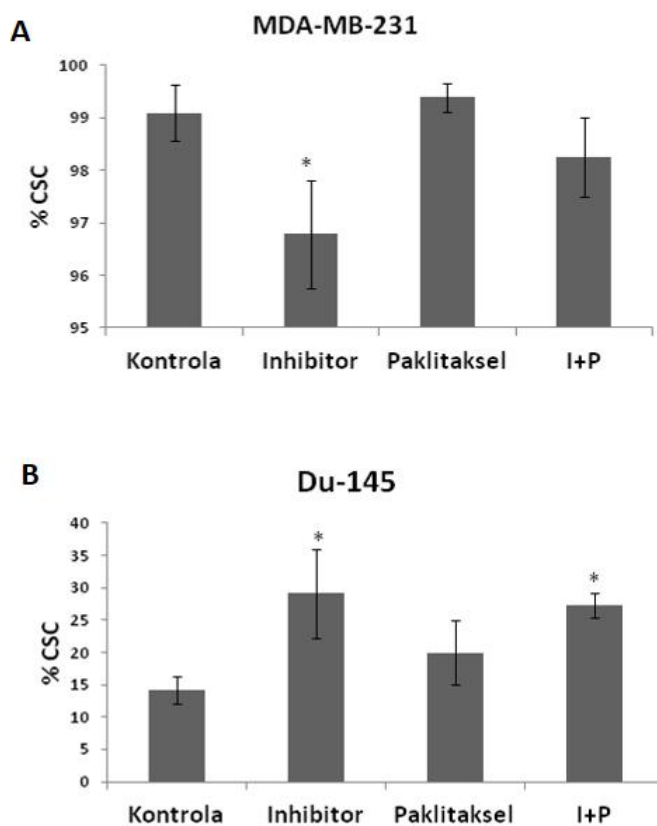 A
MDA-MB-231
% CSC
100
99
98
97
96
95
*
Kontrola Inhibitor Paklitaksel I+P
B
Du-145
% CSC
40
35
30
25
20
15
10
5
0
*
*
Kontrola Inhibitor Paklitaksel I+P